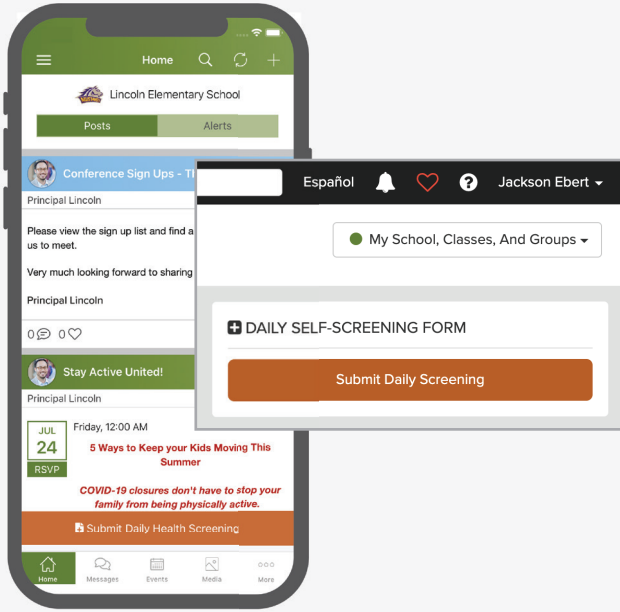 Home
Lincoln Elementary School
Posts
Alerts
Conference Sign Ups - T
Principal Lincoln
Please view the sign up list and find a
us to meet.
Very much looking forward to sharing
Principal Lincoln
0 0
Stay Active United!
Principal Lincoln
JUL
24
RSVP
Friday, 12:00 AM
5 Ways to Keep your Kids Moving This
Summer
COVID-19 closures don't have to stop your
family from being physically active.
Submit Daily Health Screening
Home
Messages
Events
Media
More
Español
Jackson Ebert
My School, Classes, And Groups
DAILY SELF-SCREENING FORM
Submit Daily Screening